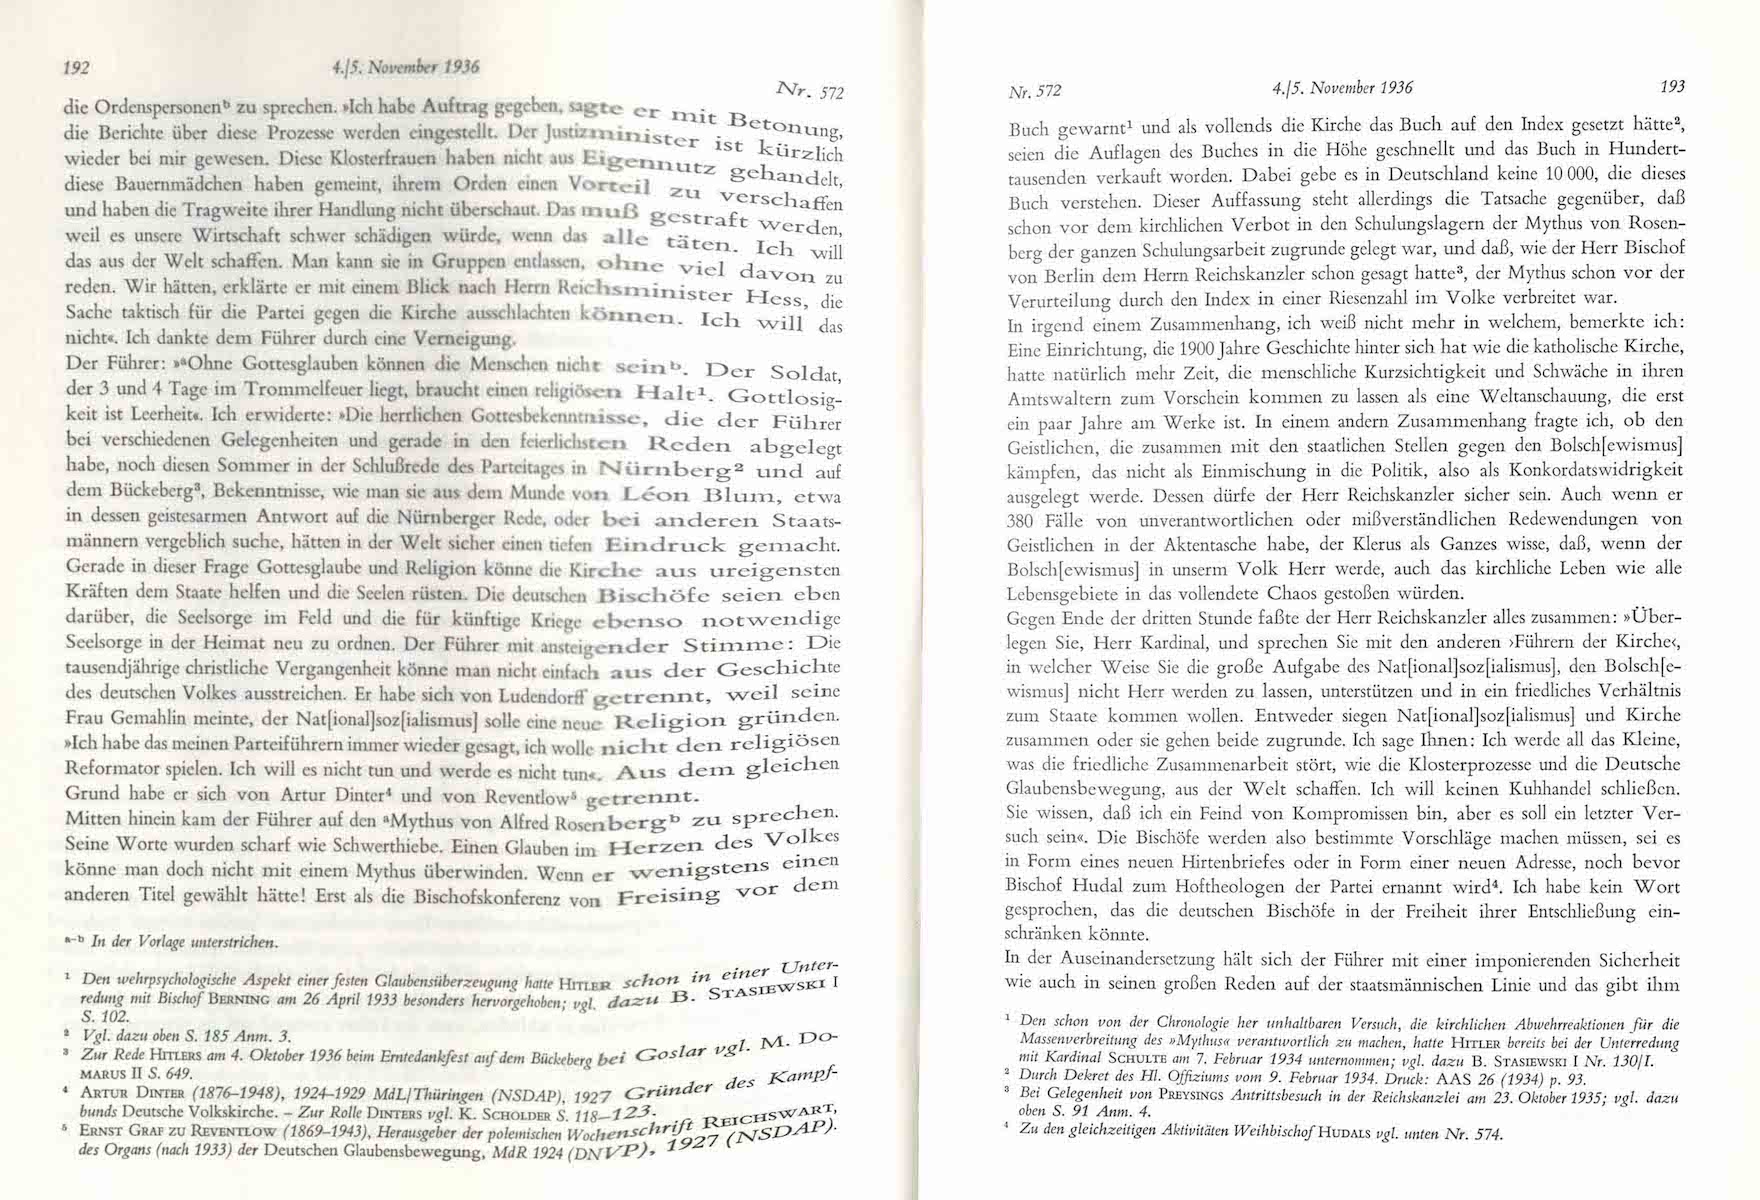 192
4./5. November 1936
Nr. 572
die Ordenspersonenᵇ zu sprechen. »Ich habe Auftrag gegeben, sagte er mit Betonung,
die Berichte über diese Prozesse werden eingestellt. Der Justizminister ist kürzlich
wieder bei mir gewesen. Diese Klosterfrauen haben nicht aus Eigennutz gehandelt,
diese Bauernmädchen haben gemeint, ihrem Orden einen Vorteil zu verschaffen
und haben die Tragweite ihrer Handlung nicht überschaut. Das muß gestraft werden,
weil es unsere Wirtschaft schwer schädigen würde, wenn das alle täten. Ich will
das aus der Welt schaffen. Man kann sie in Gruppen entlassen, ohne viel davon zu
reden. Wir hätten, erklärte er mit einem Blick nach Herrn Reichsminister Hess, die
Sache taktisch für die Partei gegen die Kirche ausschlachten können. Ich will das
nicht«. Ich dankte dem Führer durch eine Verneigung.
Der Führer: »ᵃOhne Gottesglauben können die Menschen nicht seinᵇ. Der Soldat,
der 3 und 4 Tage im Trommelfeuer liegt, braucht einen religiösen Halt¹. Gottlosig-
keit ist Leerheit«. Ich erwiderte: »Die herrlichen Gottesbekenntnisse, die der Führer
bei verschiedenen Gelegenheiten und gerade in den feierlichsten Reden abgelegt
habe, noch diesen Sommer in der Schlußrede des Parteitages in Nürnberg² und auf
dem Bückeberg³, Bekenntnisse, wie man sie aus dem Munde von Léon Blum, etwa
in dessen geistesarmen Antwort auf die Nürnberger Rede, oder bei anderen Staats-
männern vergeblich suche, hätten in der Welt sicher einen tiefen Eindruck gemacht.
Gerade in dieser Frage Gottesglaube und Religion könne die Kirche aus ureigensten
Kräften dem Staate helfen und die Seelen rüsten. Die deutschen Bischöfe seien eben
darüber, die Seelsorge im Feld und die für künftige Kriege ebenso notwendige
Seelsorge in der Heimat neu zu ordnen. Der Führer mit ansteigender Stimme: Die
tausendjährige christliche Vergangenheit könne man nicht einfach aus der Geschichte
des deutschen Volkes ausstreichen. Er habe sich von Ludendorff getrennt, weil seine
Frau Gemahlin meinte, der Nat[ional]soz[ialismus] solle eine neue Religion gründen.
»Ich habe das meinen Parteiführern immer wieder gesagt, ich wolle nicht den religiösen
Reformator spielen. Ich will es nicht tun und werde es nicht tun«. Aus dem gleichen
Grund habe er sich von Artur Dinter⁴ und von Reventlow⁵ getrennt.
Mitten hinein kam der Führer auf den ᵃMythus von Alfred Rosenbergᵇ zu sprechen.
Seine Worte wurden scharf wie Schwerthiebe. Einen Glauben im Herzen des Volkes
könne man doch nicht mit einem Mythus überwinden. Wenn er wenigstens einen
anderen Titel gewählt hätte! Erst als die Bischofskonferenz von Freising vor dem
ᵃ⁻ᵇ In der Vorlage unterstrichen.
¹ Den wehrpsychologische Aspekt einer festen Glaubensüberzeugung hatte HITLER schon in einer Unter-
redung mit Bischof BERNING am 26 April 1933 besonders hervorgehoben; vgl. dazu B. STASIEWSKI I
S. 102.
² Vgl. dazu oben S. 185 Anm. 3.
³ Zur Rede HITLERS am 4. Oktober 1936 beim Erntedankfest auf dem Bückeberg bei Goslar vgl. M. DO-
MARUS II S. 649.
⁴ ARTUR DINTER (1876–1948), 1924–1929 MdL/Thüringen (NSDAP), 1927 Gründer des Kampf-
bunds Deutsche Volkskirche. – Zur Rolle DINTERS vgl. K. SCHOLDER S. 118–123.
⁵ ERNST GRAF ZU REVENTLOW (1869–1943), Herausgeber der polemischen Wochenschrift REICHSWART,
des Organs (nach 1933) der Deutschen Glaubensbewegung, MdR 1924 (DNVP), 1927 (NSDAP).
Nr. 572
4./5. November 1936
193
Buch gewarnt¹ und als vollends die Kirche das Buch auf den Index gesetzt hätte²,
seien die Auflagen des Buches in die Höhe geschnellt und das Buch in Hundert-
tausenden verkauft worden. Dabei gebe es in Deutschland keine 10 000, die dieses
Buch verstehen. Dieser Auffassung steht allerdings die Tatsache gegenüber, daß
schon vor dem kirchlichen Verbot in den Schulungslagern der Mythus von Rosen-
berg der ganzen Schulungsarbeit zugrunde gelegt war, und daß, wie der Herr Bischof
von Berlin dem Herrn Reichskanzler schon gesagt hatte³, der Mythus schon vor der
Verurteilung durch den Index in einer Riesenzahl im Volke verbreitet war.
In irgend einem Zusammenhang, ich weiß nicht mehr in welchem, bemerkte ich:
Eine Einrichtung, die 1900 Jahre Geschichte hinter sich hat wie die katholische Kirche,
hatte natürlich mehr Zeit, die menschliche Kurzsichtigkeit und Schwäche in ihren
Amtswaltern zum Vorschein kommen zu lassen als eine Weltanschauung, die erst
ein paar Jahre am Werke ist. In einem andern Zusammenhang fragte ich, ob den
Geistlichen, die zusammen mit den staatlichen Stellen gegen den Bolsch[ewismus]
kämpfen, das nicht als Einmischung in die Politik, also als Konkordatswidrigkeit
ausgelegt werde. Dessen dürfe der Herr Reichskanzler sicher sein. Auch wenn er
380 Fälle von unverantwortlichen oder mißverständlichen Redewendungen von
Geistlichen in der Aktentasche habe, der Klerus als Ganzes wisse, daß, wenn der
Bolsch[ewismus] in unserm Volk Herr werde, auch das kirchliche Leben wie alle
Lebensgebiete in das vollendete Chaos gestoßen würden.
Gegen Ende der dritten Stunde faßte der Herr Reichskanzler alles zusammen: »Über-
legen Sie, Herr Kardinal, und sprechen Sie mit den anderen ›Führern der Kirche‹,
in welcher Weise Sie die große Aufgabe des Nat[ional]soz[ialismus], den Bolsch[e-
wismus] nicht Herr werden zu lassen, unterstützen und in ein friedliches Verhältnis
zum Staate kommen wollen. Entweder siegen Nat[ional]soz[ialismus] und Kirche
zusammen oder sie gehen beide zugrunde. Ich sage Ihnen: Ich werde all das Kleine,
was die friedliche Zusammenarbeit stört, wie die Klosterprozesse und die Deutsche
Glaubensbewegung, aus der Welt schaffen. Ich will keinen Kuhhandel schließen.
Sie wissen, daß ich ein Feind von Kompromissen bin, aber es soll ein letzter Ver-
such sein«. Die Bischöfe werden also bestimmte Vorschläge machen müssen, sei es
in Form eines neuen Hirtenbriefes oder in Form einer neuen Adresse, noch bevor
Bischof Hudal zum Hoftheologen der Partei ernannt wird⁴. Ich habe kein Wort
gesprochen, das die deutschen Bischöfe in der Freiheit ihrer Entschließung ein-
schränken könnte.
In der Auseinandersetzung hält sich der Führer mit einer imponierenden Sicherheit
wie auch in seinen großen Reden auf der staatsmännischen Linie und das gibt ihm
¹ Den schon von der Chronologie her unhaltbaren Versuch, die kirchlichen Abwehrreaktionen für die
Massenverbreitung des »Mythus« verantwortlich zu machen, hatte HITLER bereits bei der Unterredung
mit Kardinal SCHULTE am 7. Februar 1934 unternommen; vgl. dazu B. STASIEWSKI I Nr. 130/I.
² Durch Dekret des Hl. Offiziums vom 9. Februar 1934. Druck: AAS 26 (1934) p. 93.
³ Bei Gelegenheit von PREYSINGS Antrittsbesuch in der Reichskanzlei am 23. Oktober 1935; vgl. dazu
oben S. 91 Anm. 4.
⁴ Zu den gleichzeitigen Aktivitäten Weihbischof HUDALS vgl. unten Nr. 574.